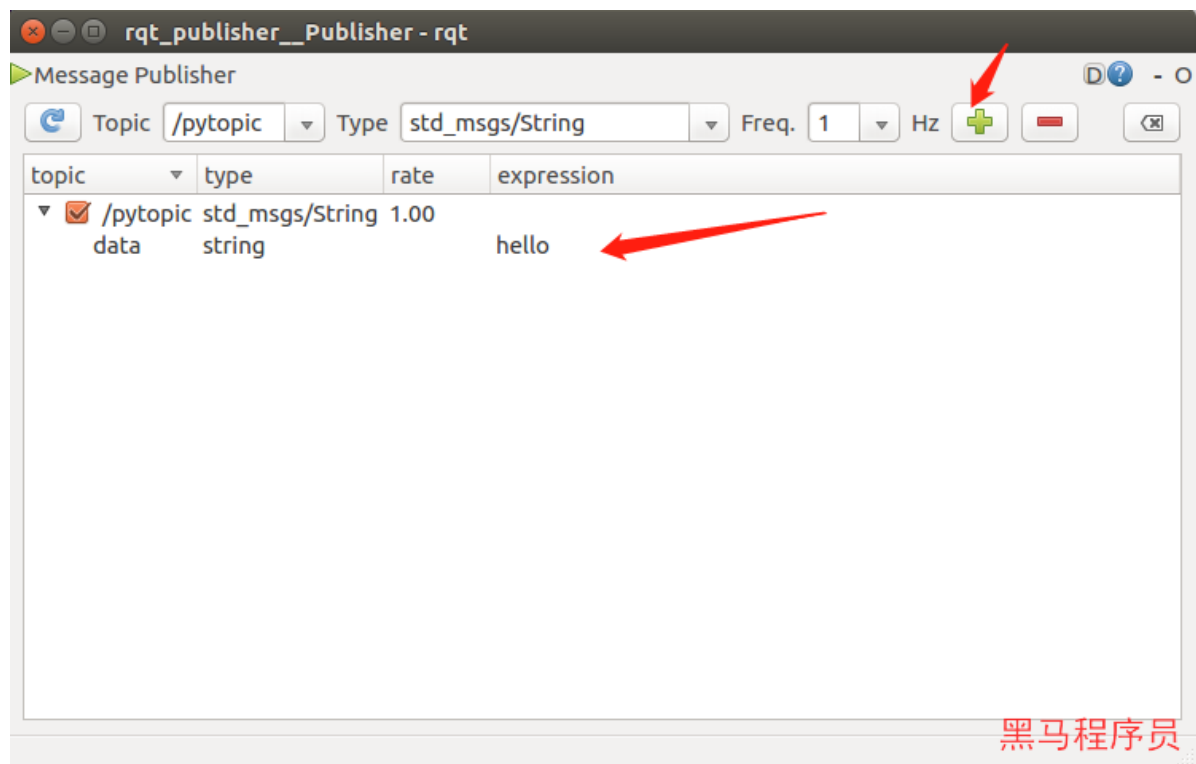 rqt_publisher__Publisher - rqt
Message Publisher D ? - O
Topic /pytopic Type std_msgs/String Freq. 1 Hz
topic type rate expression
/pytopic std_msgs/String 1.00
data string hello
黑马程序员